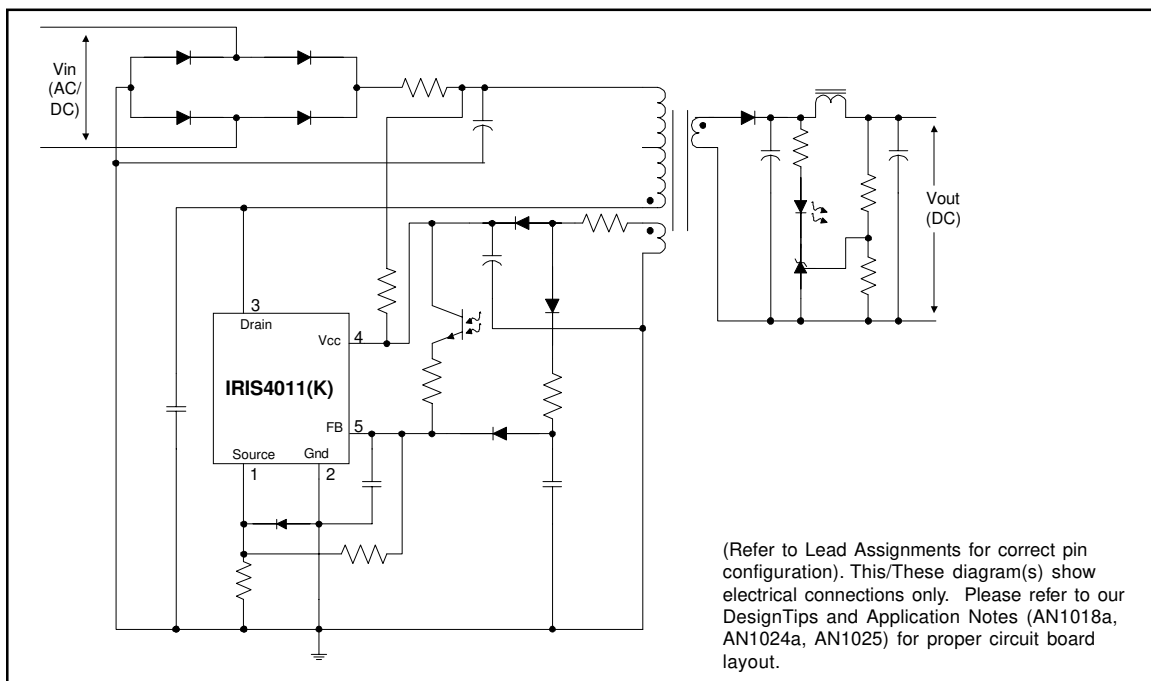 Vin
(AC/
DC)
Vout
(DC)
3
Drain
Vcc
4
IRIS4011(K)
FB
5
Source
Gnd
1
2
(Refer to Lead Assignments for correct pin
configuration). This/These diagram(s) show
electrical connections only. Please refer to our
DesignTips and Application Notes (AN1018a,
AN1024a, AN1025) for proper circuit board
layout.